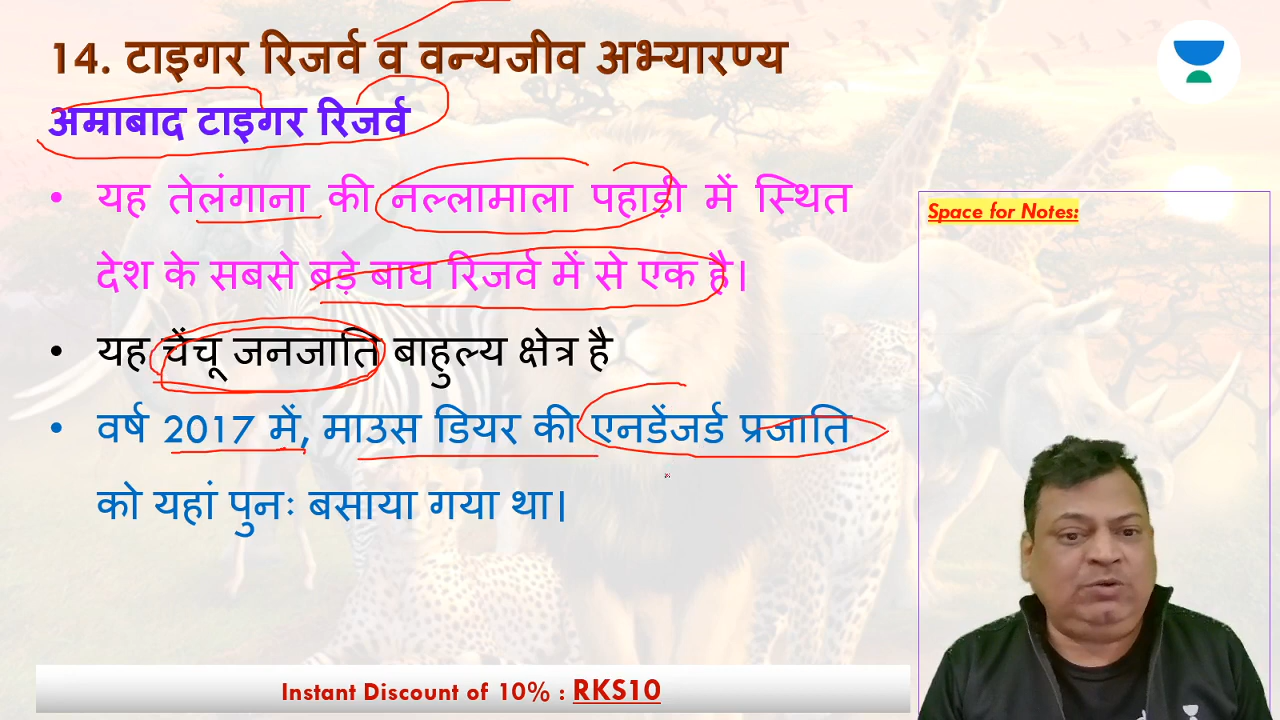 14. टाइगर रिजर्व व वन्यजीव अभ्यारण्य
अम्राबाद टाइगर रिजर्व
• यह तेलंगाना की नल्लामाला पहाड़ी में स्थित
देश के सबसे बड़े बाघ रिजर्व में से एक है।
• यह चेंचू जनजाति बाहुल्य क्षेत्र है
• वर्ष 2017 में, माउस डियर की एनडेंजर्ड प्रजाति
को यहां पुनः बसाया गया था।
Space for Notes:
Instant Discount of 10% : RKS10